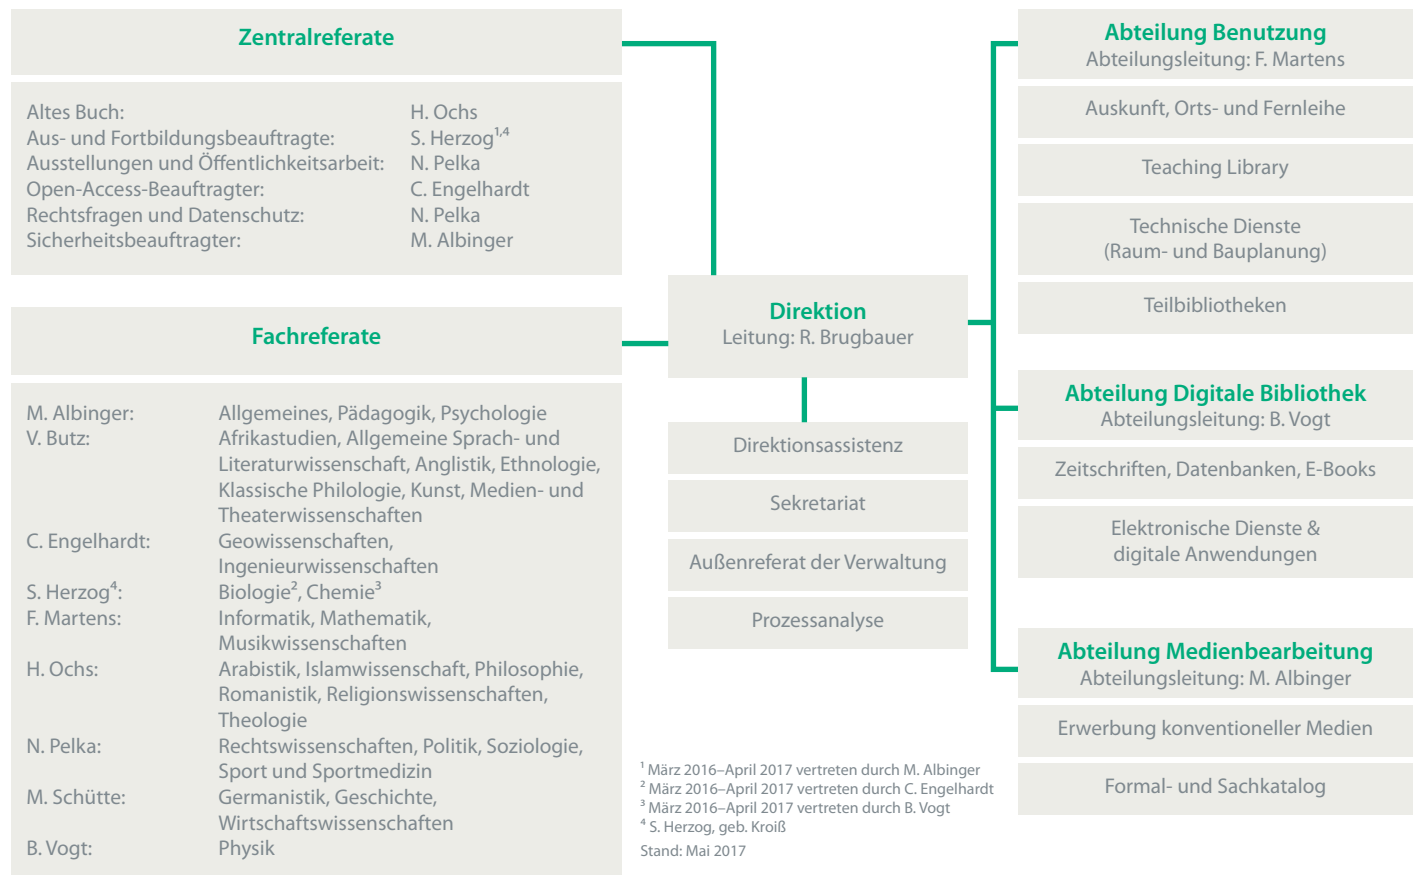 Zentralreferate
Altes Buch: H. Ochs
Aus- und Fortbildungsbeauftragte: S. Herzog¹,⁴
Ausstellungen und Öffentlichkeitsarbeit: N. Pelka
Open-Access-Beauftragter: C. Engelhardt
Rechtsfragen und Datenschutz: N. Pelka
Sicherheitsbeauftragter: M. Albinger
Fachreferate
M. Albinger: Allgemeines, Pädagogik, Psychologie
V. Butz: Afrikastudien, Allgemeine Sprach- und
Literaturwissenschaft, Anglistik, Ethnologie,
Klassische Philologie, Kunst, Medien- und
Theaterwissenschaften
C. Engelhardt: Geowissenschaften,
Ingenieurwissenschaften
S. Herzog⁴: Biologie², Chemie³
F. Martens: Informatik, Mathematik,
Musikwissenschaften
H. Ochs: Arabistik, Islamwissenschaft, Philosophie,
Romanistik, Religionswissenschaften,
Theologie
N. Pelka: Rechtswissenschaften, Politik, Soziologie,
Sport und Sportmedizin
M. Schütte: Germanistik, Geschichte,
Wirtschaftswissenschaften
B. Vogt: Physik
Direktion
Leitung: R. Brugbauer
Direktionsassistenz
Sekretariat
Außenreferat der Verwaltung
Prozessanalyse
¹ März 2016–April 2017 vertreten durch M. Albinger
² März 2016–April 2017 vertreten durch C. Engelhardt
³ März 2016–April 2017 vertreten durch B. Vogt
⁴ S. Herzog, geb. Kroiß
Stand: Mai 2017
Abteilung Benutzung
Abteilungsleitung: F. Martens
Auskunft, Orts- und Fernleihe
Teaching Library
Technische Dienste
(Raum- und Bauplanung)
Teilbibliotheken
Abteilung Digitale Bibliothek
Abteilungsleitung: B. Vogt
Zeitschriften, Datenbanken, E-Books
Elektronische Dienste &
digitale Anwendungen
Abteilung Medienbearbeitung
Abteilungsleitung: M. Albinger
Erwerbung konventioneller Medien
Formal- und Sachkatalog